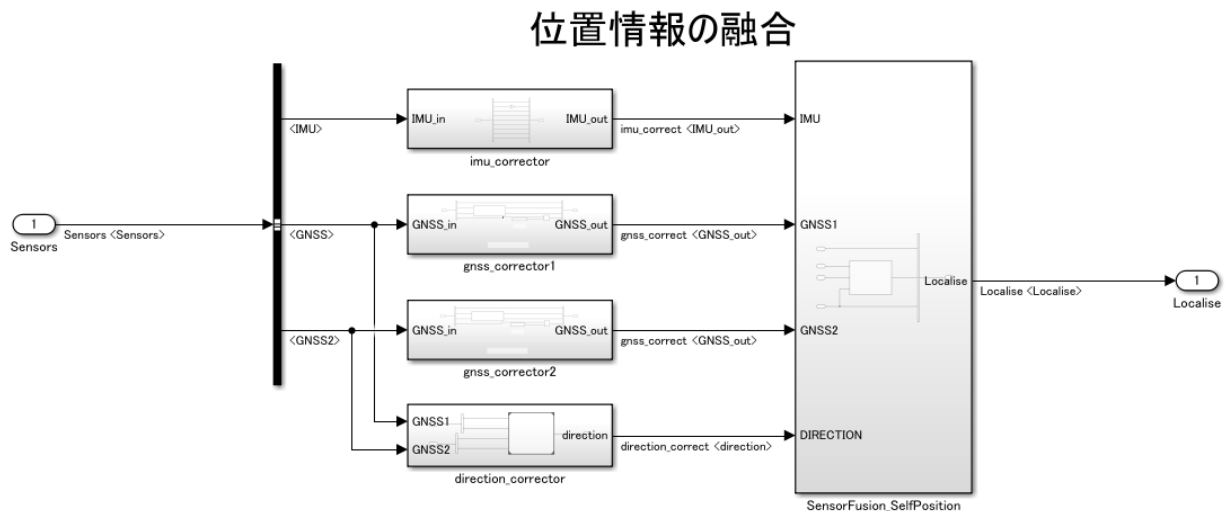 位置情報の融合
1
Sensors
Sensors <Sensors>
<IMU>
<GNSS>
<GNSS2>
IMU_in
IMU_out
imu_corrector
imu_correct <IMU_out>
GNSS_in
GNSS_out
gnss_corrector1
gnss_correct <GNSS_out>
GNSS_in
GNSS_out
gnss_corrector2
gnss_correct <GNSS_out>
GNSS1
GNSS2
direction
direction_corrector
direction_correct <direction>
IMU
GNSS1
GNSS2
DIRECTION
Localise
SensorFusion_SelfPosition
Localise <Localise>
1
Localise